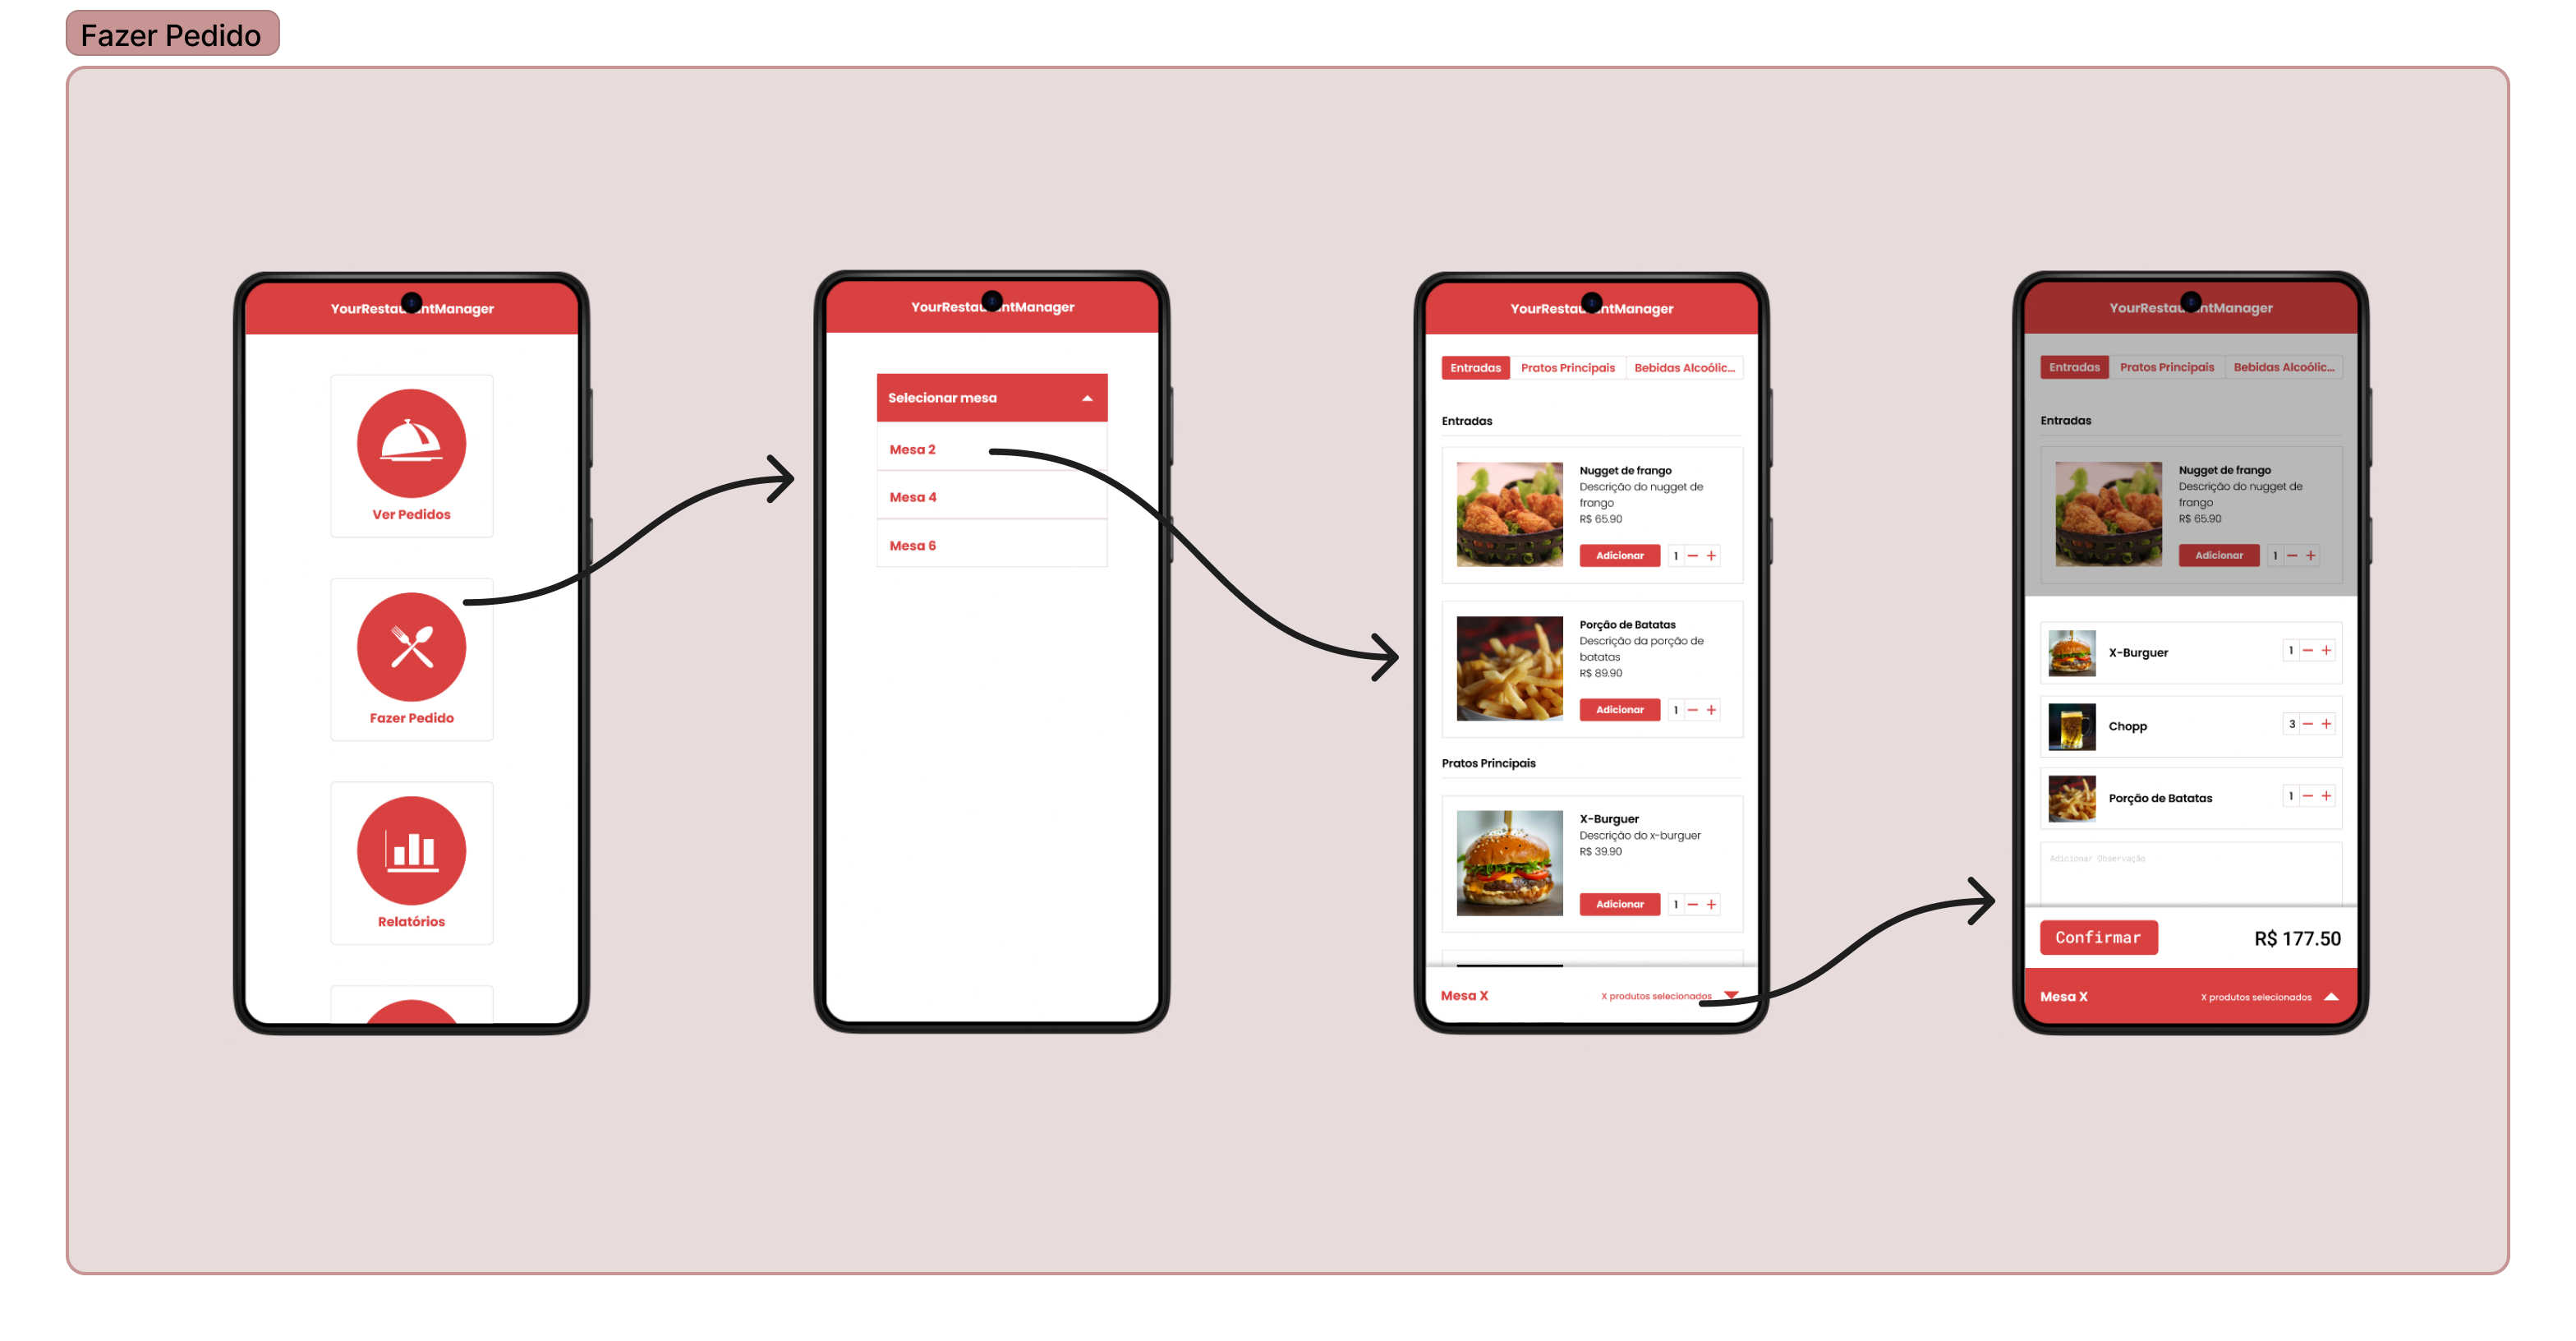 Fazer Pedido
YourRestau ntManager
Ver Pedidos
Fazer Pedido
Relatórios
YourRestau ntManager
Selecionar mesa
Mesa 2
Mesa 4
Mesa 6
YourRestau ntManager
Entradas Pratos Principais Bebidas Alcoólic...
Entradas
Nugget de frango
Descrição do nugget de
frango
R$ 65.90
Adicionar 1 − +
Porção de Batatas
Descrição da porção de
batatas
R$ 89.90
Adicionar 1 − +
Pratos Principais
X-Burguer
Descrição do x-burguer
R$ 39.90
Adicionar 1 − +
Mesa X X produtos selecionados
YourRestau ntManager
Entradas Pratos Principais Bebidas Alcoólic...
Entradas
Nugget de frango
Descrição do nugget de
frango
R$ 65.90
Adicionar 1 − +
X-Burguer 1 − +
Chopp 3 − +
Porção de Batatas 1 − +
Adicionar Observação
Confirmar R$ 177.50
Mesa X X produtos selecionados